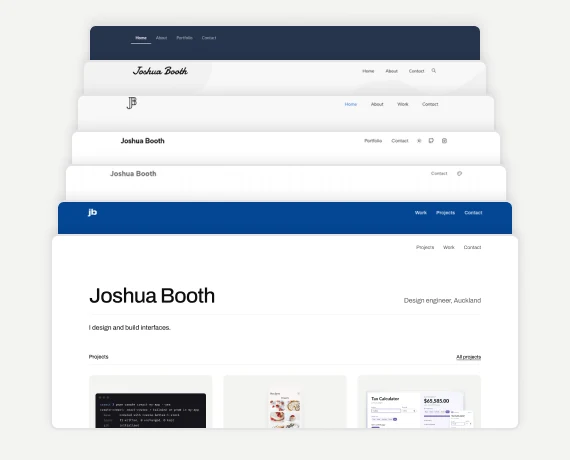 Home About Portfolio Contact
Joshua Booth Home About Contact
JB Home About Work Contact
Joshua Booth Portfolio Contact
Joshua Booth Contact
jb Work Projects Contact
Projects Work Contact
Joshua Booth Design engineer, Auckland
I design and build interfaces.
Projects All projects
Tax Calculator $65,585.00